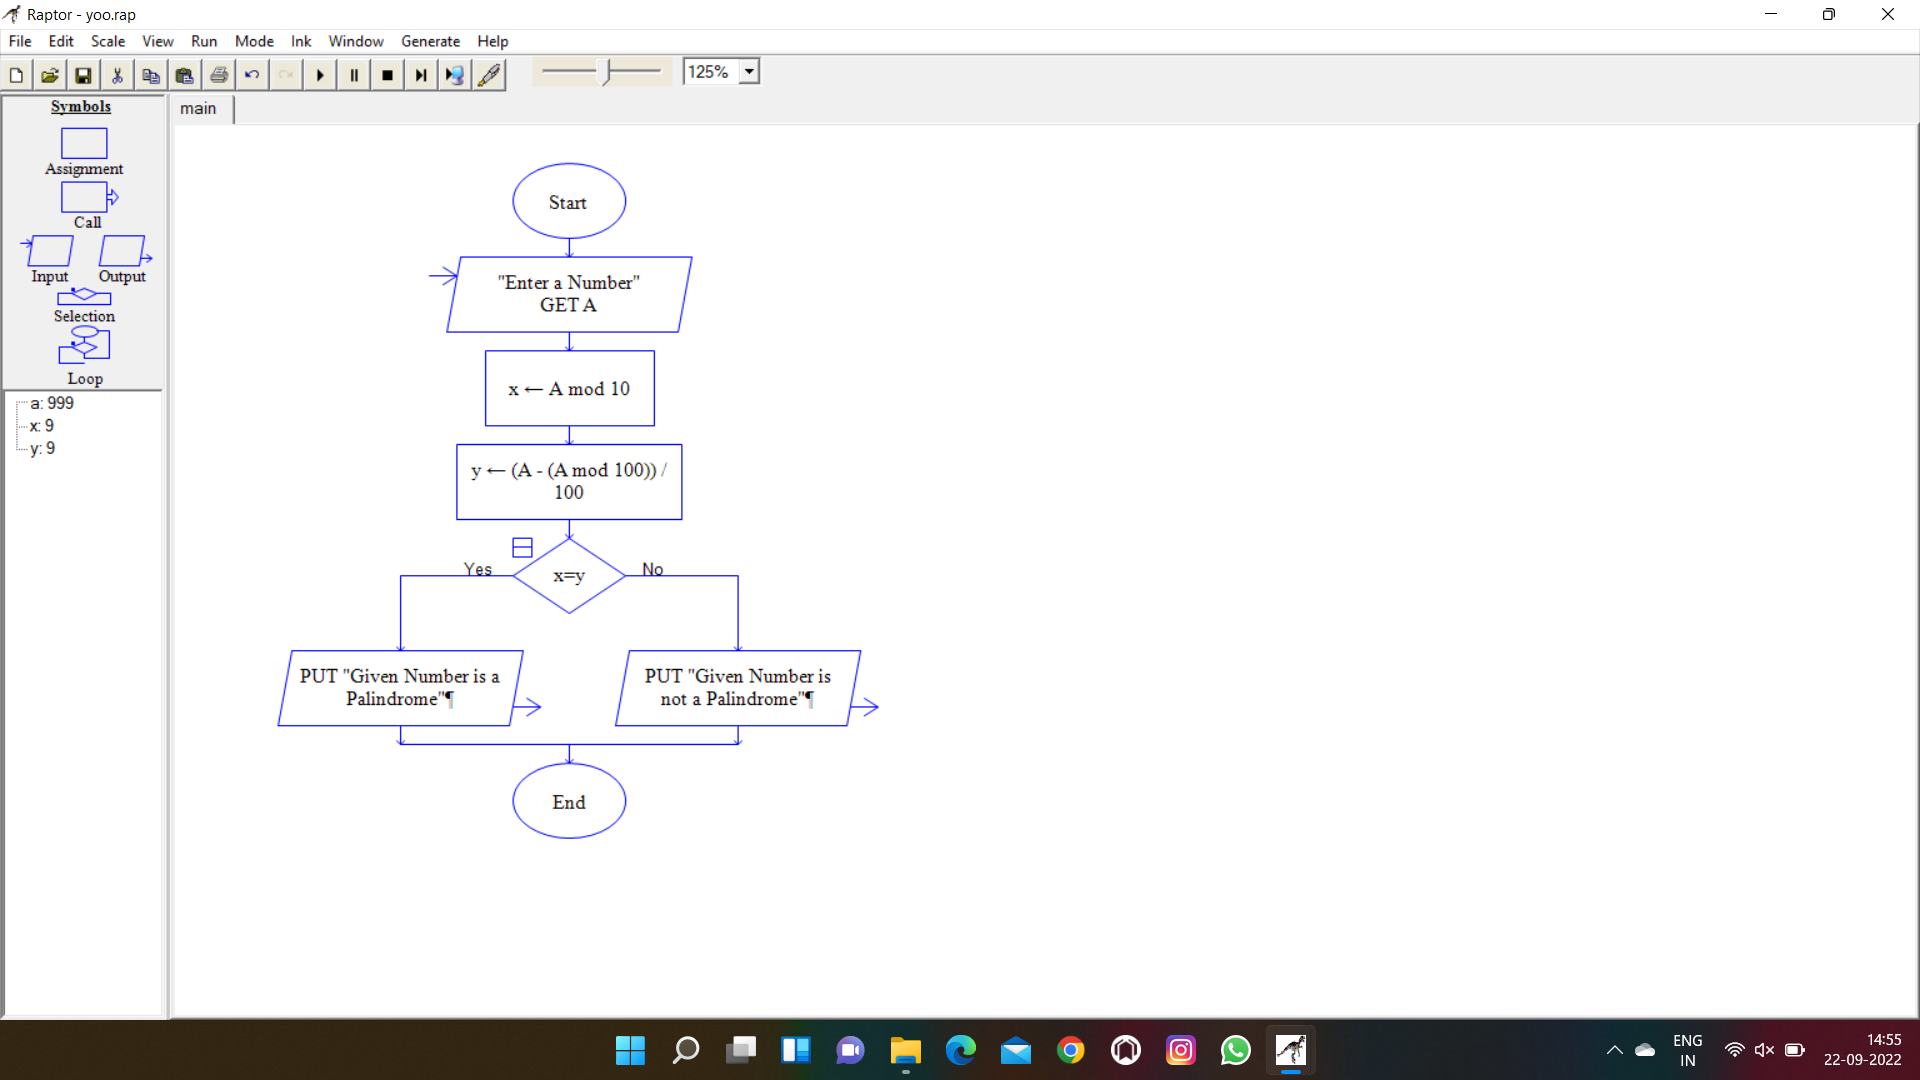 Raptor - yoo.rap
File Edit Scale View Run Mode Ink Window Generate Help
125%
Symbols
Assignment
Call
Input Output
Selection
Loop
a: 999
x: 9
y: 9
main
Start
"Enter a Number"
GET A
x ← A mod 10
y ← (A - (A mod 100)) /
100
Yes x=y No
PUT "Given Number is a
Palindrome"¶
PUT "Given Number is
not a Palindrome"¶
End
ENG
IN
14:55
22-09-2022